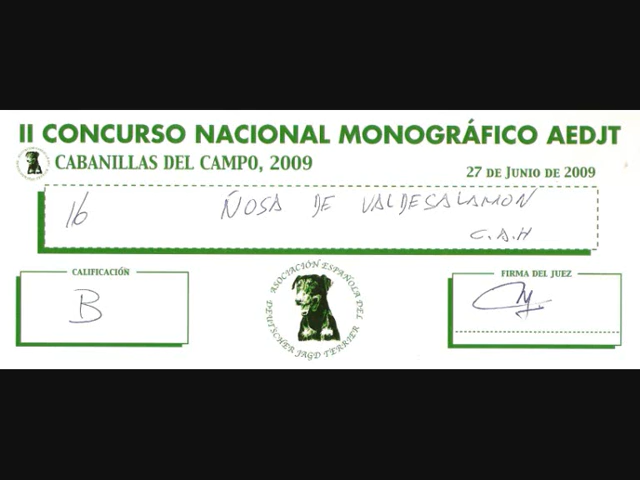 II CONCURSO NACIONAL MONOGRÁFICO AEDJT
CABANILLAS DEL CAMPO, 2009
27 DE JUNIO DE 2009
16 ÑOSA DE VALDESALAMON
C.A.H
CALIFICACIÓN
B
ASOCIACIÓN ESPAÑOLA DEL DEUTSCHER JAGD TERRIER
FIRMA DEL JUEZ